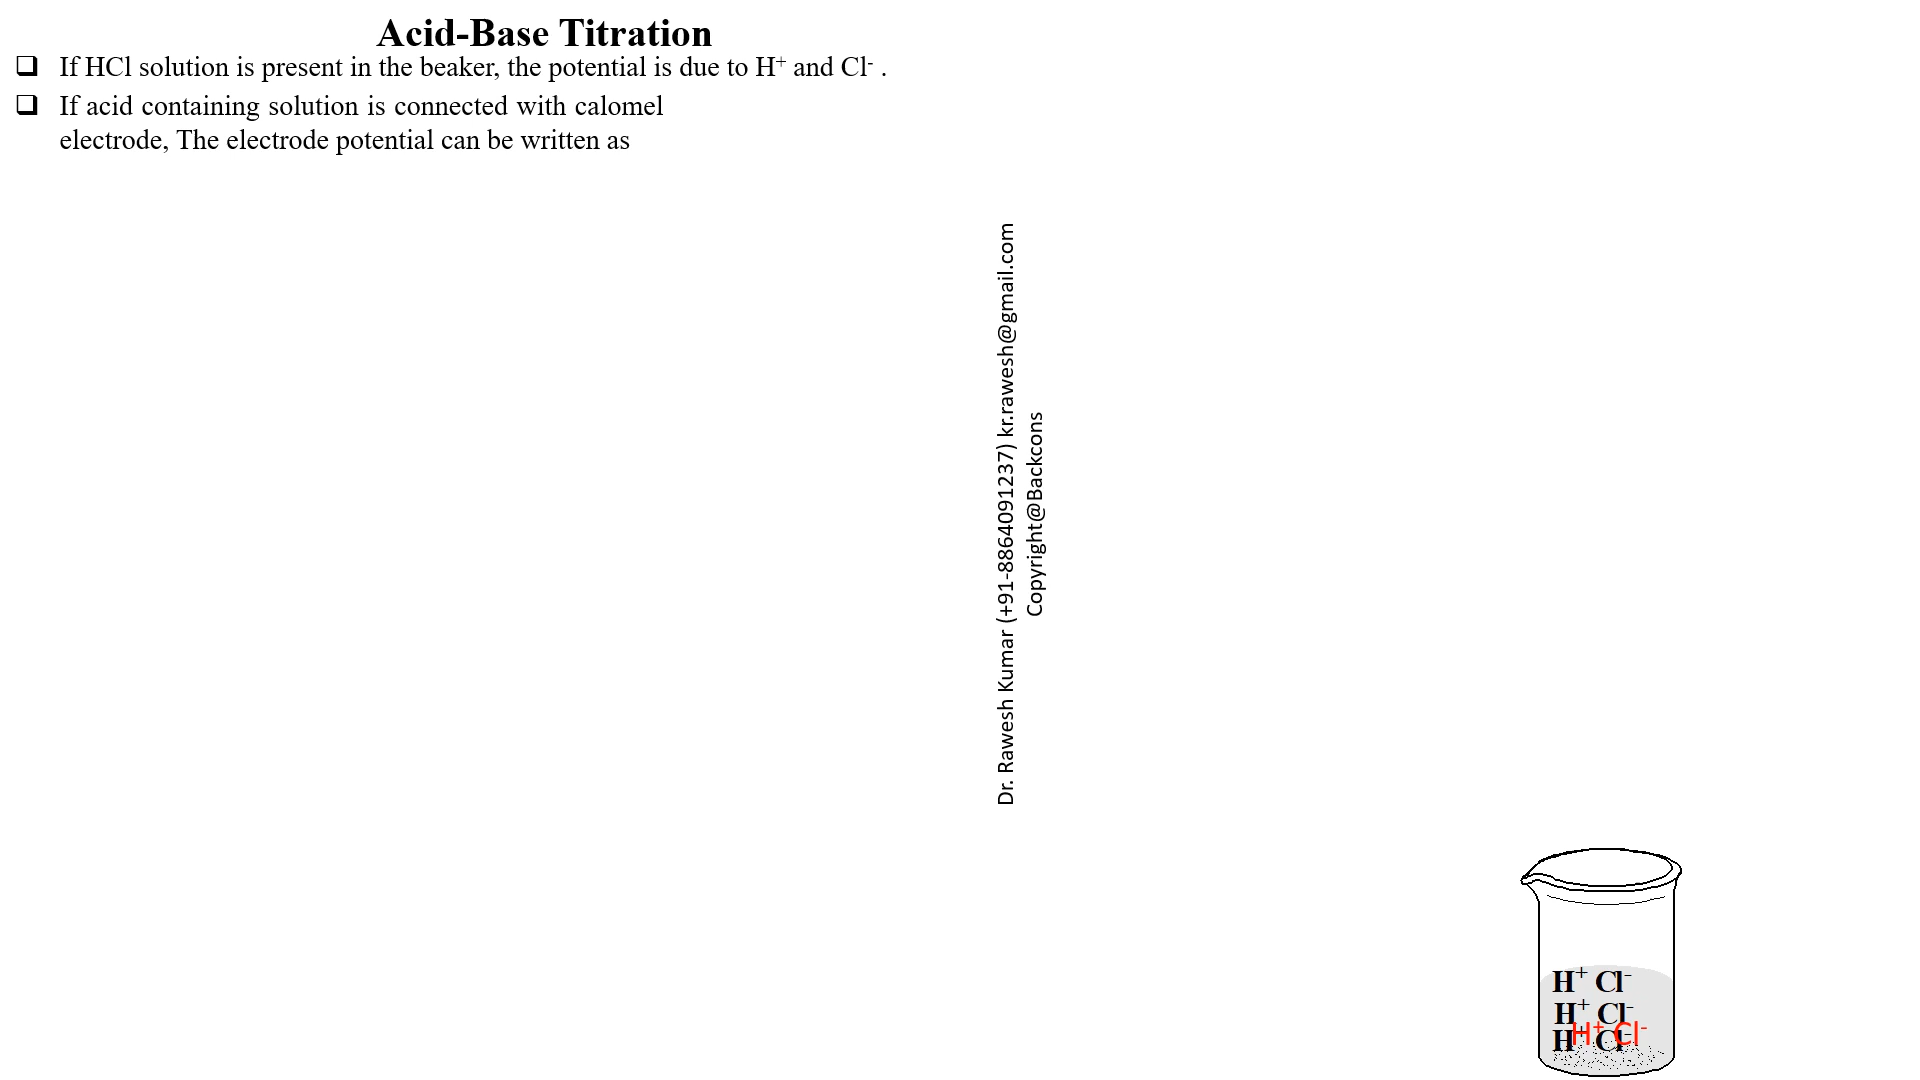 Acid-Base Titration
❑ If HCl solution is present in the beaker, the potential is due to H⁺ and Cl⁻ .
❑ If acid containing solution is connected with calomel
electrode, The electrode potential can be written as
Dr. Rawesh Kumar (+91-8864091237) kr.rawesh@gmail.com
Copyright@Backcons
H⁺ Cl⁻
H⁺ Cl⁻
H⁺ Cl⁻
H⁺ Cl⁻